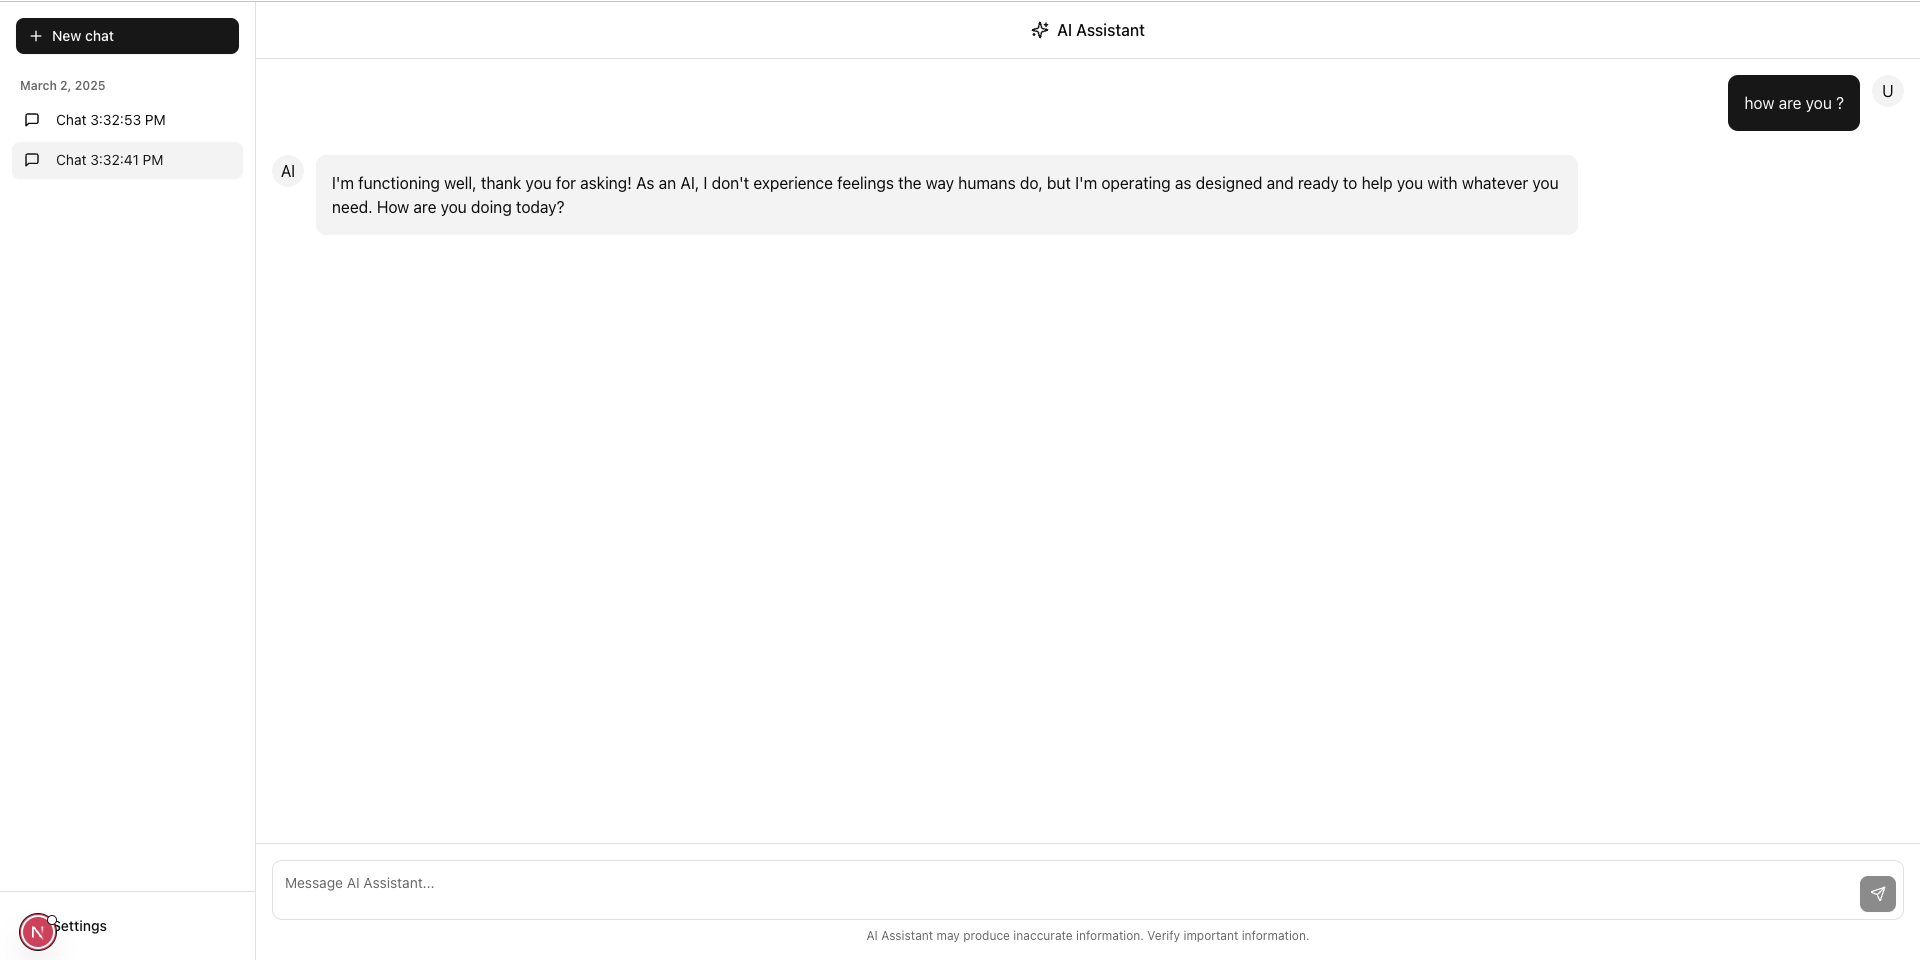 New chat
March 2, 2025
Chat 3:32:53 PM
Chat 3:32:41 PM
N
Settings
AI Assistant
how are you ?
U
AI
I'm functioning well, thank you for asking! As an AI, I don't experience feelings the way humans do, but I'm operating as designed and ready to help you with whatever you
need. How are you doing today?
Message AI Assistant...
AI Assistant may produce inaccurate information. Verify important information.